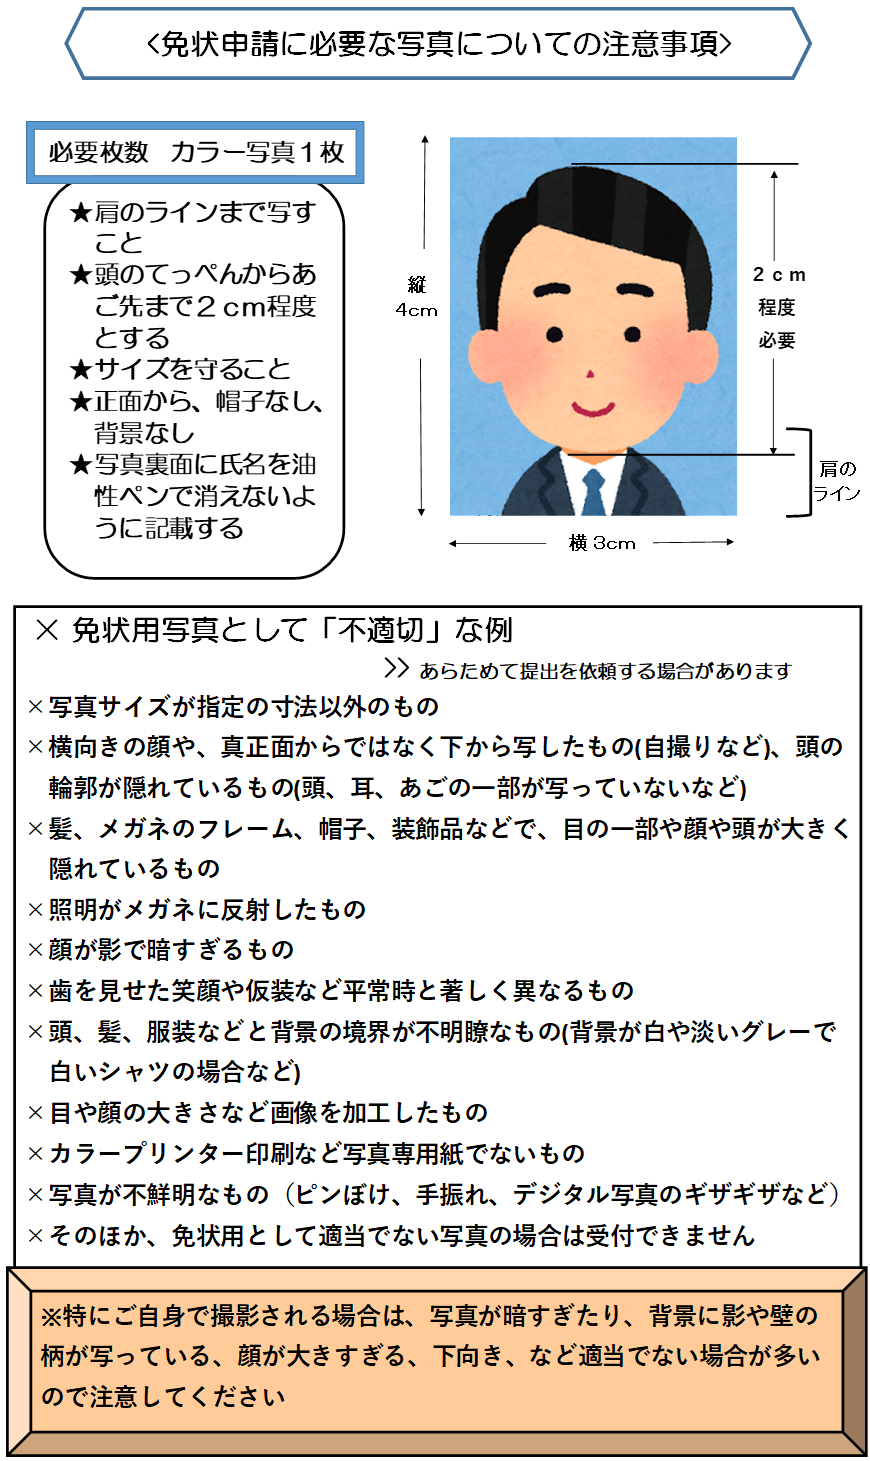 <免状申請に必要な写真についての注意事項>
必要枚数　カラー写真１枚
★肩のラインまで写す
こと
★頭のてっぺんからあ
ご先まで２ｃｍ程度
とする
★サイズを守ること
★正面から、帽子なし、
背景なし
★写真裏面に氏名を油
性ペンで消えないよ
うに記載する
縦
4cm
２ｃｍ
程度
必要
肩の
ライン
横 3cm
× 免状用写真として「不適切」な例
>> あらためて提出を依頼する場合があります
×写真サイズが指定の寸法以外のもの
×横向きの顔や、真正面からではなく下から写したもの(自撮りなど)、頭の
輪郭が隠れているもの(頭、耳、あごの一部が写っていないなど)
×髪、メガネのフレーム、帽子、装飾品などで、目の一部や顔や頭が大きく
隠れているもの
×照明がメガネに反射したもの
×顔が影で暗すぎるもの
×歯を見せた笑顔や仮装など平常時と著しく異なるもの
×頭、髪、服装などと背景の境界が不明瞭なもの(背景が白や淡いグレーで
白いシャツの場合など)
×目や顔の大きさなど画像を加工したもの
×カラープリンター印刷など写真専用紙でないもの
×写真が不鮮明なもの（ピンぼけ、手振れ、デジタル写真のギザギザなど）
×そのほか、免状用として適当でない写真の場合は受付できません
※特にご自身で撮影される場合は、写真が暗すぎたり、背景に影や壁の
柄が写っている、顔が大きすぎる、下向き、など適当でない場合が多い
ので注意してください